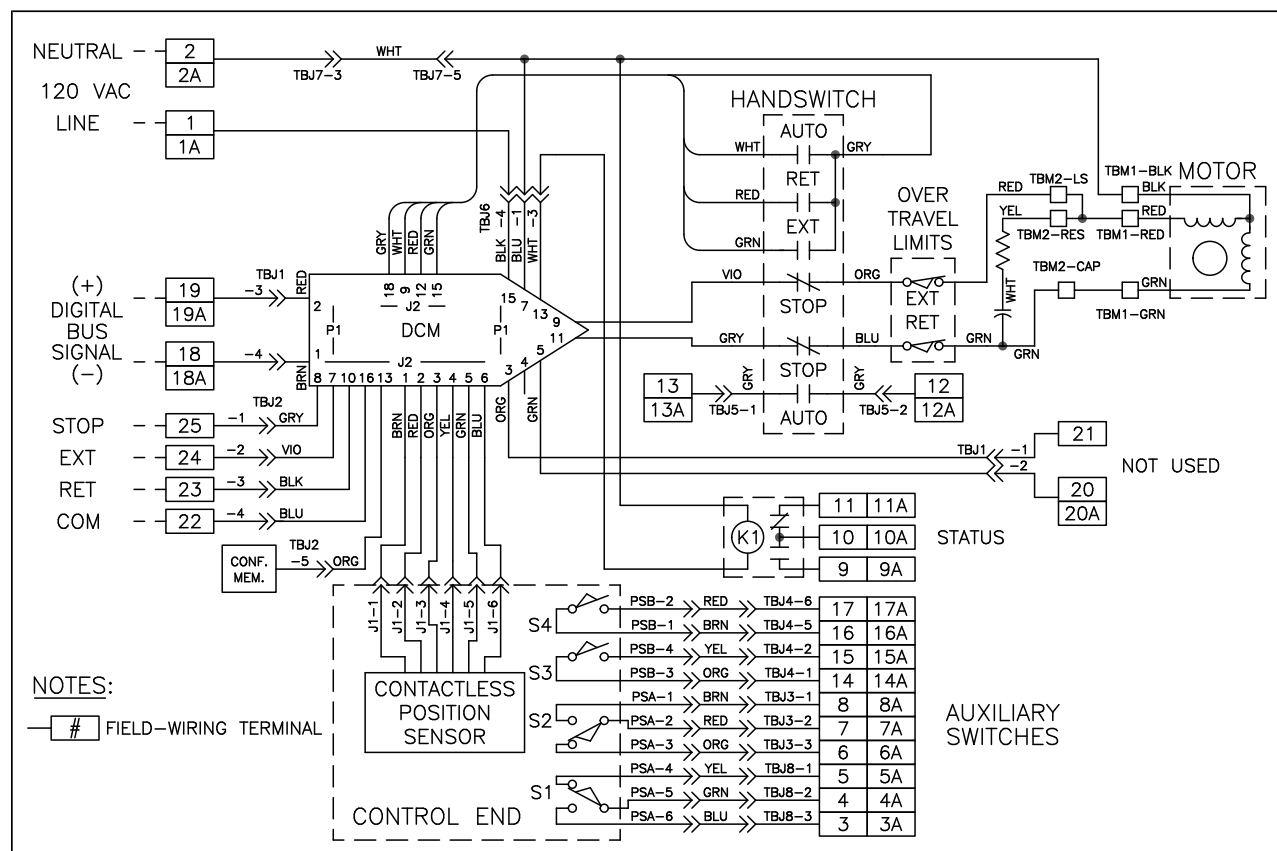 NEUTRAL
2
2A
TBJ7-3
WHT
TBJ7-5
120 VAC
LINE
1
1A
HANDSWITCH
AUTO
WHT
GRY
RET
RED
EXT
GRN
VIO
ORG
STOP
GRY
BLU
STOP
AUTO
13
13A
TBJ5-1
GRY
GRY
TBJ5-2
12
12A
OVER
TRAVEL
LIMITS
EXT
RET
RED
YEL
WHT
GRN
GRN
TBM2-LS
TBM2-RES
TBM2-CAP
TBM1-BLK
BLK
TBM1-RED
RED
TBM1-GRN
GRN
MOTOR
TBJ6
BLK -4
BLU -1
WHT -3
GRY
WHT
RED
GRN
(+)
DIGITAL
BUS
SIGNAL
(-)
19
19A
18
18A
TBJ1
-3
RED
-4
BRN
2
1
P1
18
9
12
15
J2
DCM
P1
15
7
13
9
11
5
J2
8
7
10
16
13
1
2
3
4
5
6
3
4
STOP
25
-1
TBJ2
GRY
EXT
24
-2
VIO
RET
23
-3
BLK
COM
22
-4
BLU
CONF.
MEM.
TBJ2
-5
ORG
BRN
RED
ORG
YEL
GRN
BLU
ORG
GRN
TBJ1
-1
-2
21
20
20A
NOT USED
K1
11 11A
10 10A
9 9A
STATUS
J1-1
J1-2
J1-3
J1-4
J1-5
J1-6
CONTACTLESS
POSITION
SENSOR
CONTROL END
S4
S3
S2
S1
PSB-2 RED TBJ4-6 17 17A
PSB-1 BRN TBJ4-5 16 16A
PSB-4 YEL TBJ4-2 15 15A
PSB-3 ORG TBJ4-1 14 14A
PSA-1 BRN TBJ3-1 8 8A
PSA-2 RED TBJ3-2 7 7A
PSA-3 ORG TBJ3-3 6 6A
PSA-4 YEL TBJ8-1 5 5A
PSA-5 GRN TBJ8-2 4 4A
PSA-6 BLU TBJ8-3 3 3A
AUXILIARY
SWITCHES
NOTES:
# FIELD-WIRING TERMINAL